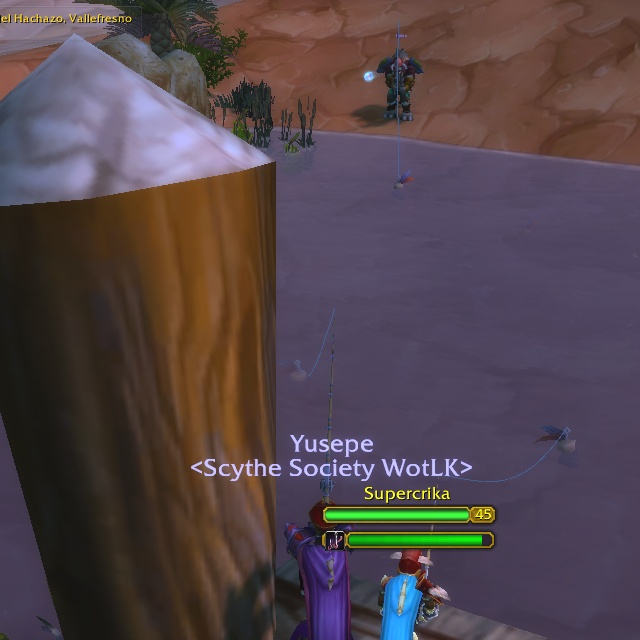 el Hachazo, Vallefresno
Yusepe
<Scythe Society WotLK>
Supercrika
45